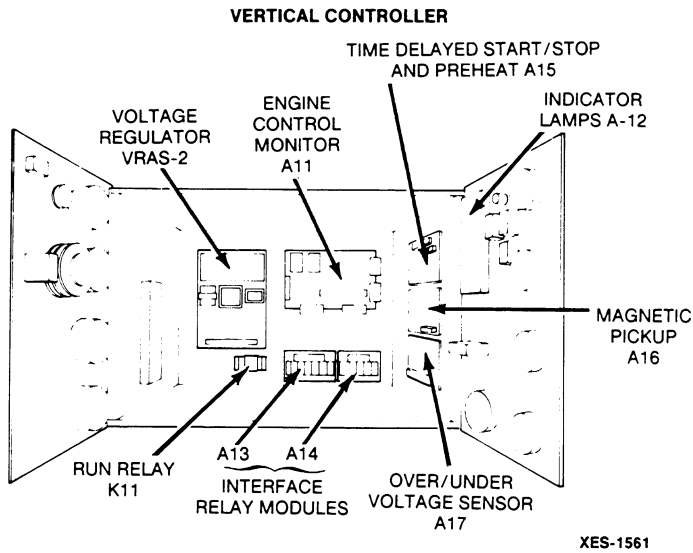 VERTICAL CONTROLLER
TIME DELAYED START/STOP
AND PREHEAT A15
INDICATOR
LAMPS A-12
ENGINE
CONTROL
MONITOR
A11
VOLTAGE
REGULATOR
VRAS-2
MAGNETIC
PICKUP
A16
RUN RELAY
K11
A13
A14
INTERFACE
RELAY MODULES
OVER/UNDER
VOLTAGE SENSOR
A17
XES-1561